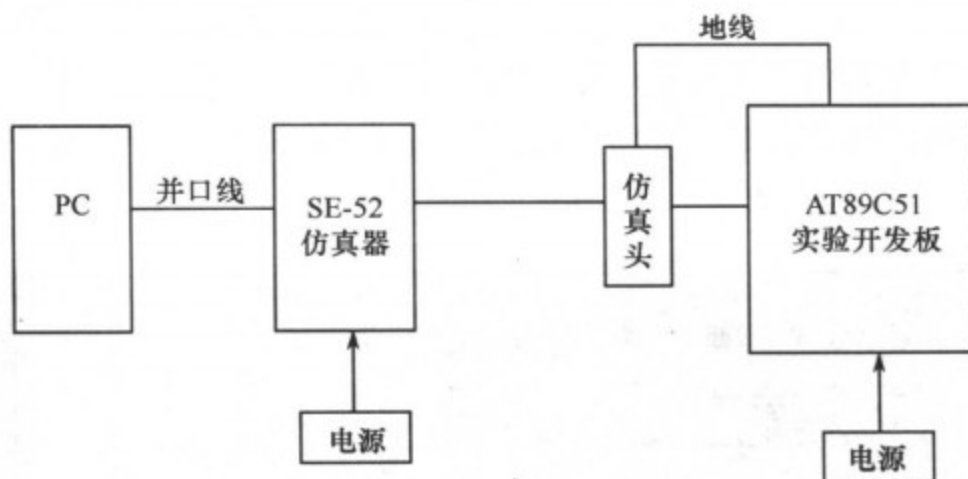 地线
PC
并口线
SE-52
仿真器
仿
真
头
AT89C51
实验开发板
电源
电源